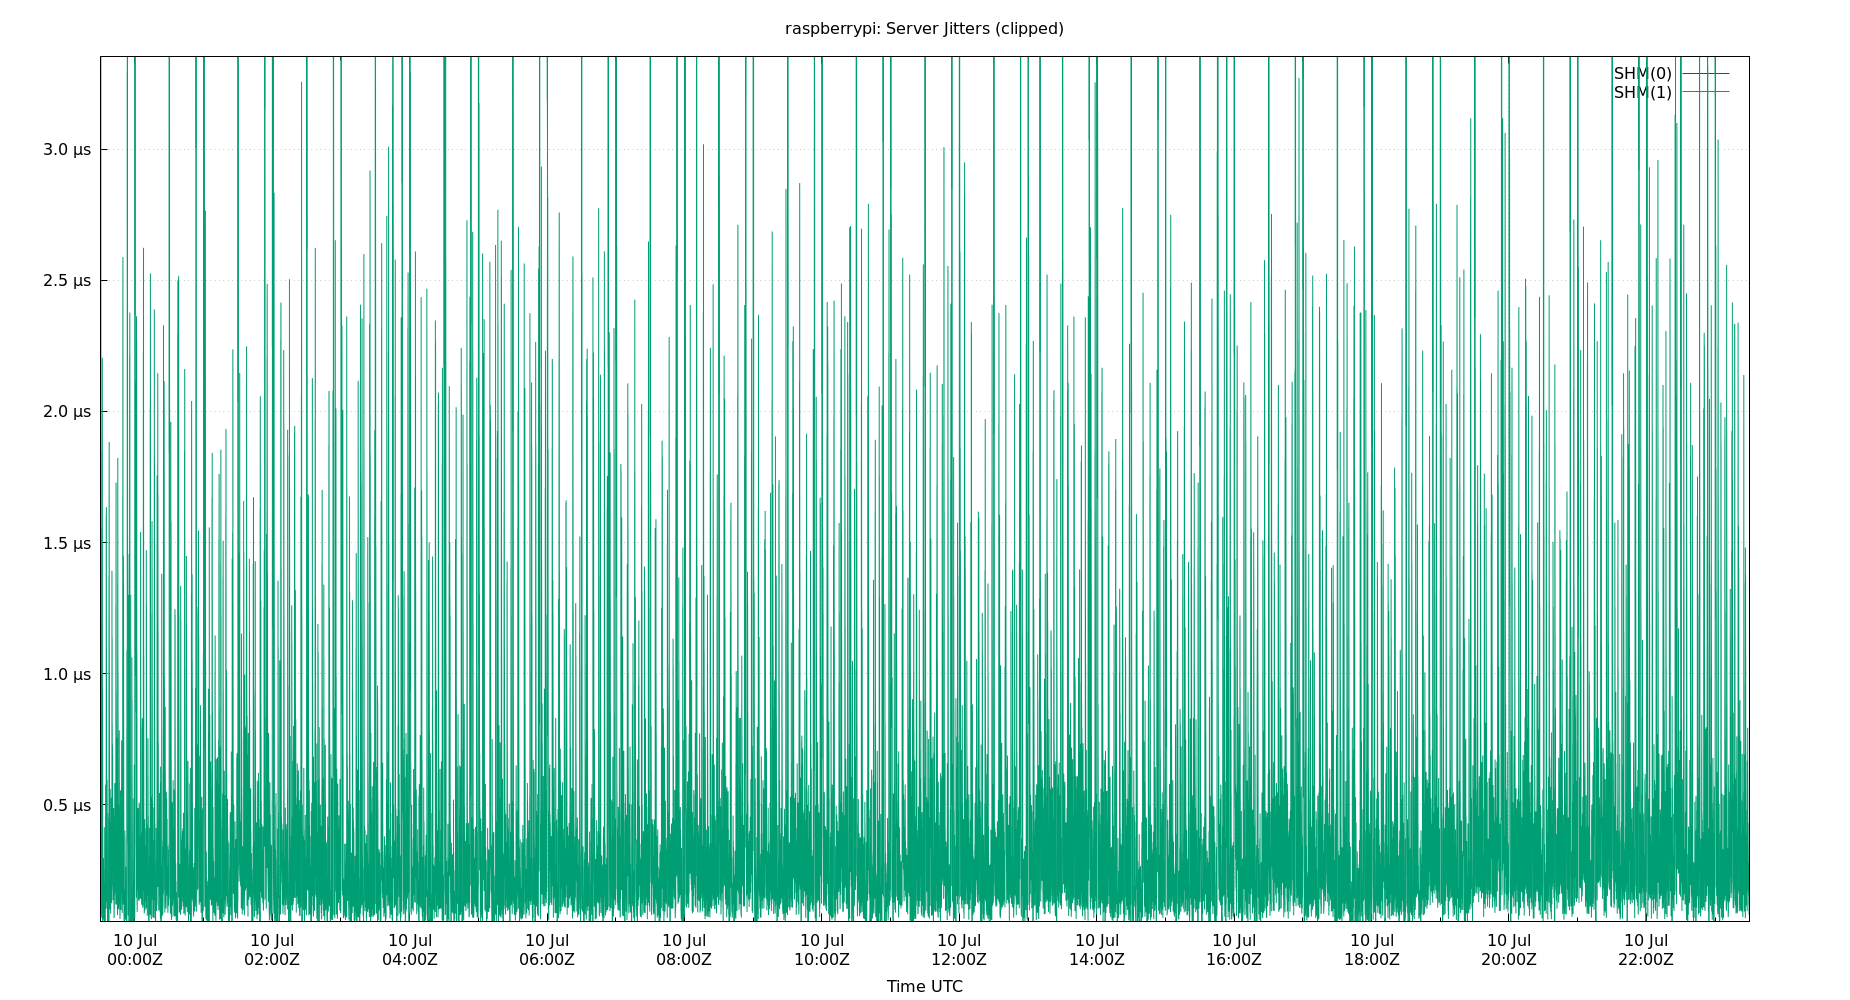 raspberrypi: Server Jitters (clipped)
SHM(0)
SHM(1)
3.0 µs
2.5 µs
2.0 µs
1.5 µs
1.0 µs
0.5 µs
10 Jul 10 Jul 10 Jul 10 Jul 10 Jul 10 Jul 10 Jul 10 Jul 10 Jul 10 Jul 10 Jul 10 Jul
00:00Z 02:00Z 04:00Z 06:00Z 08:00Z 10:00Z 12:00Z 14:00Z 16:00Z 18:00Z 20:00Z 22:00Z
Time UTC